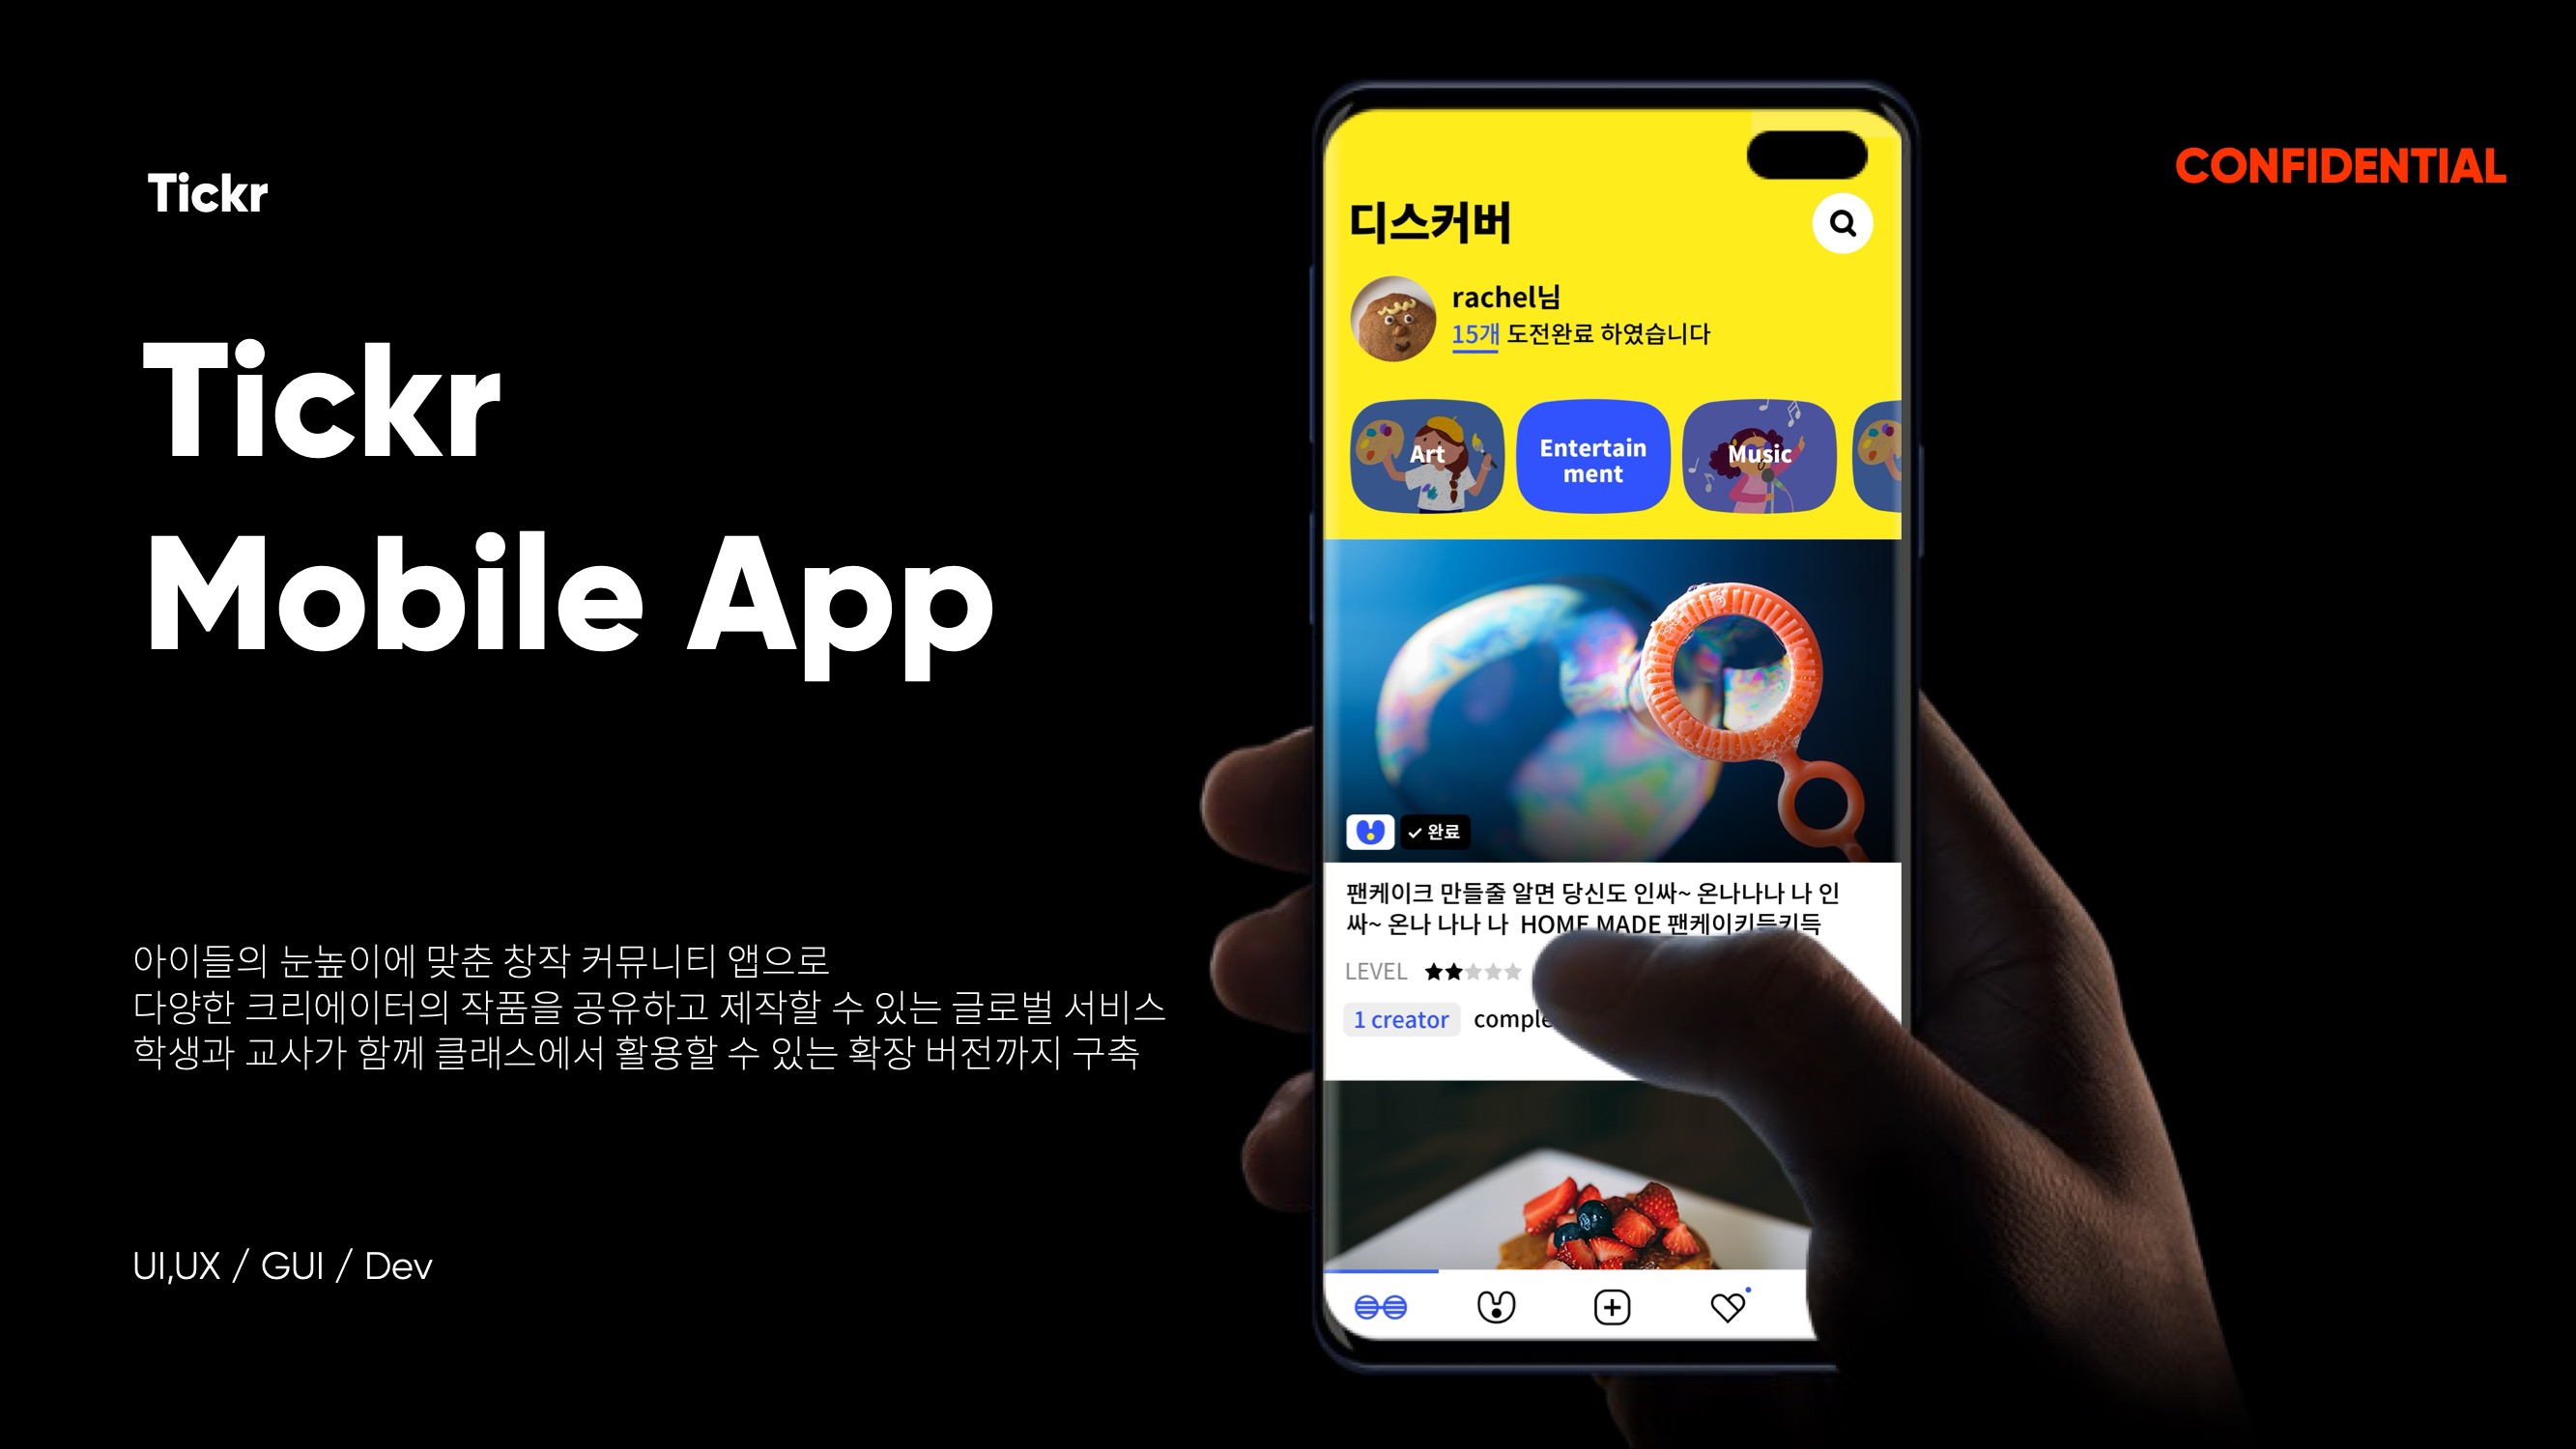 Tickr
CONFIDENTIAL
Tickr
Mobile App
아이들의 눈높이에 맞춘 창작 커뮤니티 앱으로
다양한 크리에이터의 작품을 공유하고 제작할 수 있는 글로벌 서비스
학생과 교사가 함께 클래스에서 활용할 수 있는 확장 버전까지 구축
UI,UX / GUI / Dev
디스커버
rachel님
15개 도전완료 하였습니다
Art
Entertain
ment
Music
완료
팬케이크 만들줄 알면 당신도 인싸~ 온나나나 나 인
싸~ 온나 나나 나 HOME MADE 팬케이키득키득
LEVEL
1 creator